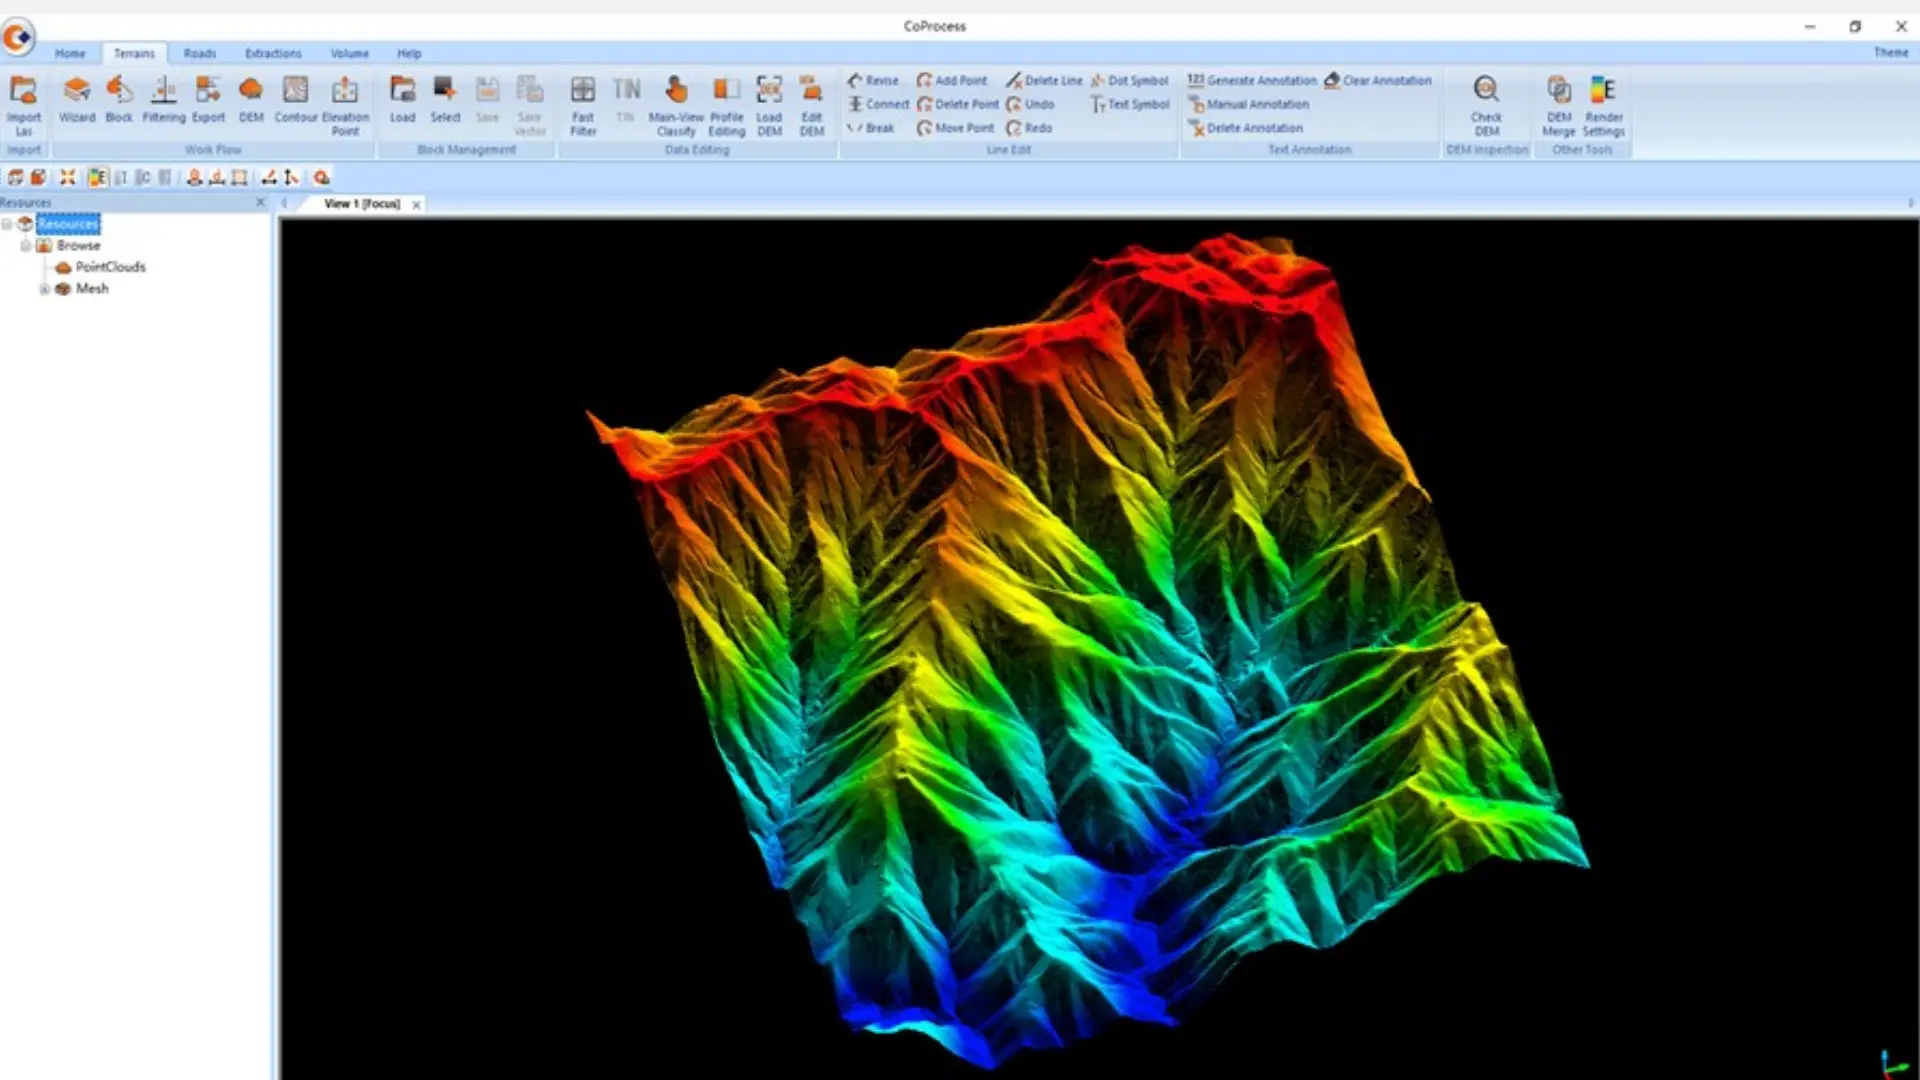 CoProcess
Home Terrains Roads Extractions Volume Help Theme
Import Las Wizard Block Filtering Export DEM Contour Elevation Point Load Select Save Save Vector Fast Filter TIN TIN Main-View Classify Profile Editing DEM Load DEM Edit DEM
Revise Add Point Delete Line Dot Symbol 123 Generate Annotation Clear Annotation
Connect Delete Point Undo Text Symbol Manual Annotation
Break Move Point Redo Delete Annotation
Check DEM DEM Merge E Render Settings
Import Work Flow Block Management Data Editing Line Edit Text Annotation DEM Inspection Other Tools
Resources View 1 [Focus]
Resources
Browse
PointClouds
Mesh